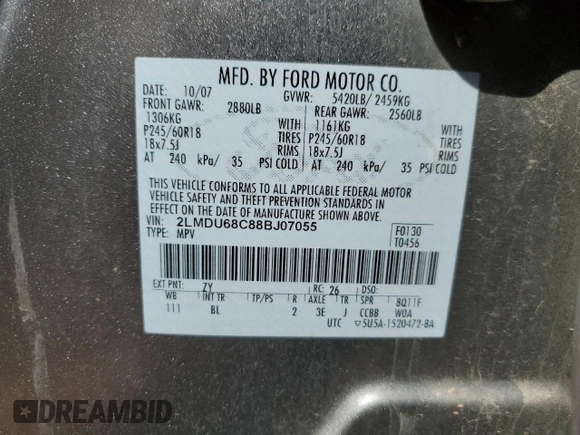 MFD. BY FORD MOTOR CO.
DATE: 10/07 GVWR: 5420LB/ 2459KG
FRONT GAWR: 2880LB REAR GAWR: 2560LB
1306KG WITH 1161KG WITH
P245/60R18 TIRES P245/60R18 TIRES
18x7.5J RIMS 18x7.5J RIMS
AT 240 kPa/ 35 PSI COLD AT 240 kPa/ 35 PSI COLD
THIS VEHICLE CONFORMS TO ALL APPLICABLE FEDERAL MOTOR
VEHICLE SAFETY AND THEFT PREVENTION STANDARDS IN
EFFECT ON THE DATE OF MANUFACTURE SHOWN ABOVE.
VIN: 2LMDU68C88BJ07055 F0130
TYPE: MPV T0456
EXT PNT: ZY RC: 26 DSO:
WB INT TR TP/PS R AXLE TR SPR BQ11F
111 BL 2 3E J CCBB WOA
UTC 5U5A-1520472-BA
DREAMBID